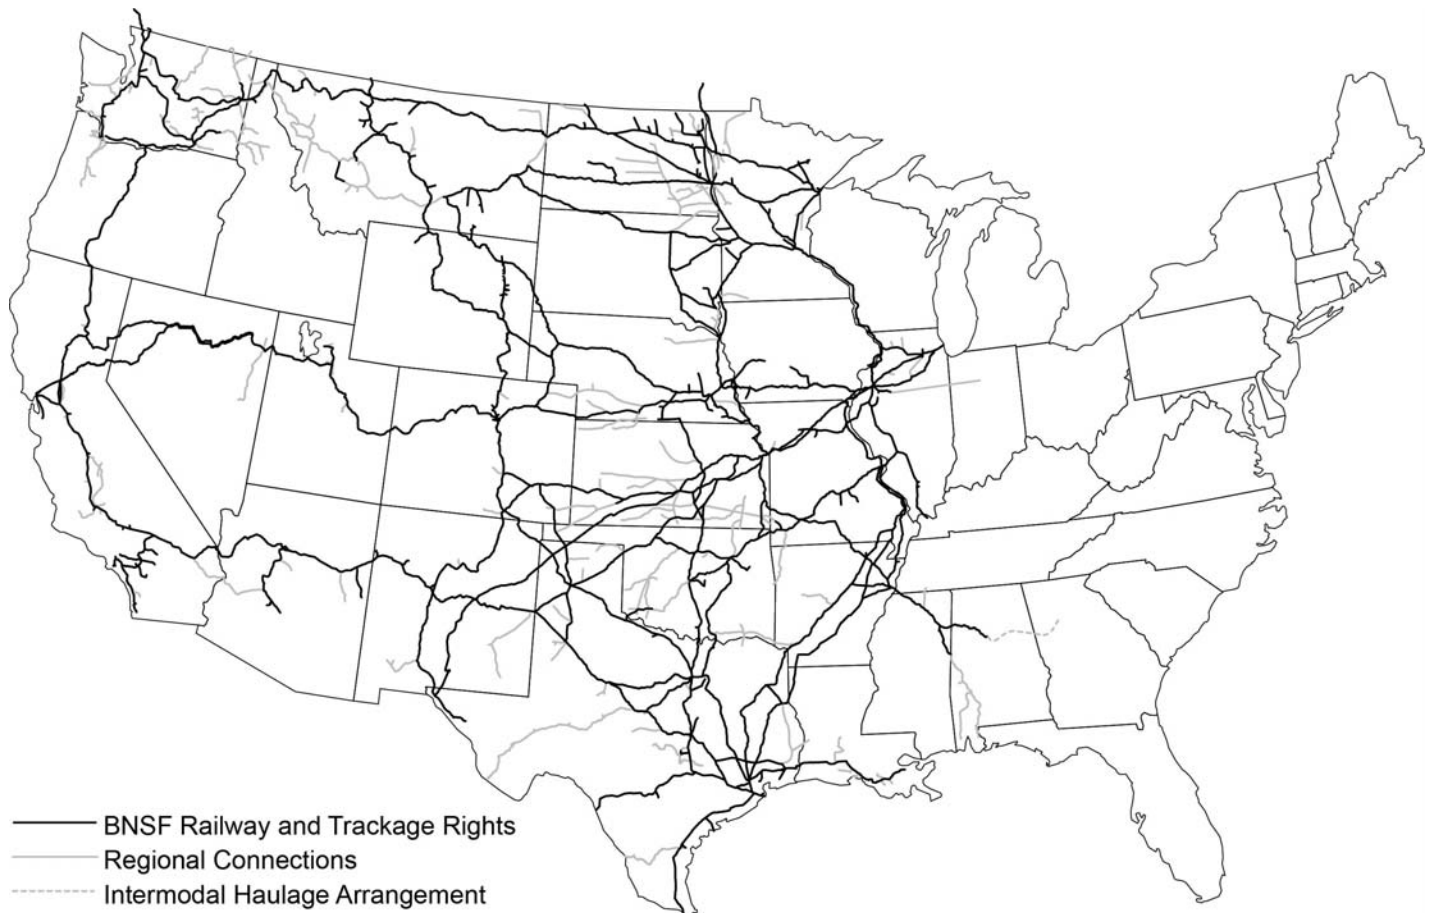 BNSF Railway and Trackage Rights
Regional Connections
Intermodal Haulage Arrangement